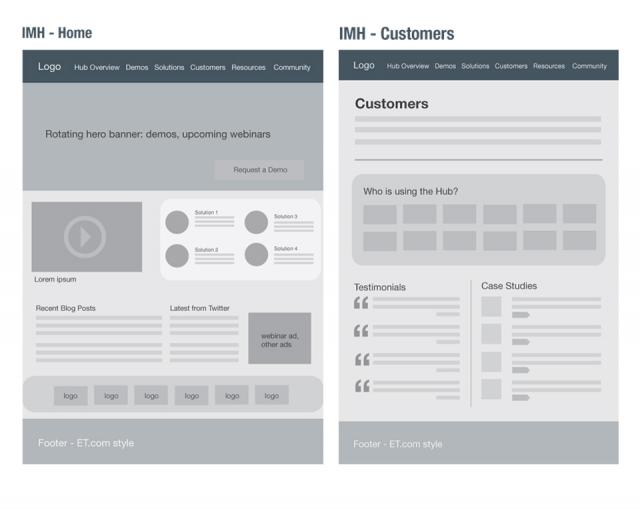 IMH - Home
Logo Hub Overview Demos Solutions Customers Resources Community
Rotating hero banner: demos, upcoming webinars
Request a Demo
Lorem ipsum
Solution 1
Solution 3
Solution 2
Solution 4
Recent Blog Posts
Latest from Twitter
webinar ad,
other ads
logo logo logo logo logo logo
Footer - ET.com style
IMH - Customers
Logo Hub Overview Demos Solutions Customers Resources Community
Customers
Who is using the Hub?
Testimonials
Case Studies
Footer - ET.com style